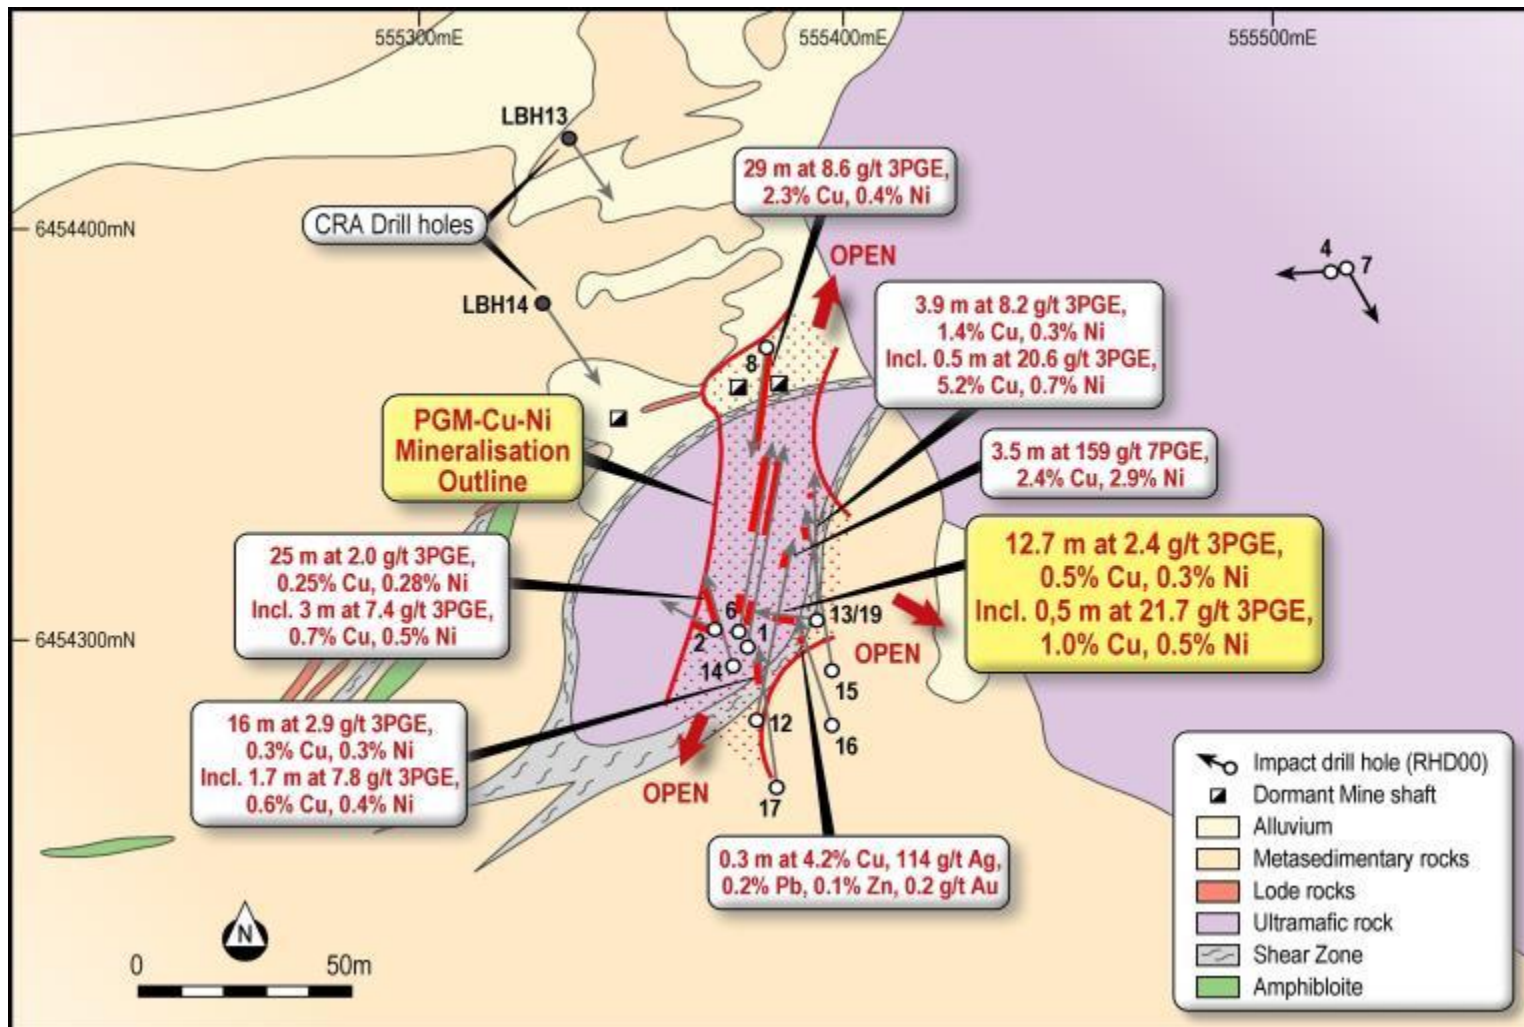 555300mE
555400mE
555500mE
LBH13
29 m at 8.6 g/t 3PGE,
2.3% Cu, 0.4% Ni
CRA Drill holes
6454400mN
OPEN
4
7
LBH14
3.9 m at 8.2 g/t 3PGE,
1.4% Cu, 0.3% Ni
Incl. 0.5 m at 20.6 g/t 3PGE,
5.2% Cu, 0.7% Ni
8
PGM-Cu-Ni
Mineralisation
Outline
3.5 m at 159 g/t 7PGE,
2.4% Cu, 2.9% Ni
25 m at 2.0 g/t 3PGE,
0.25% Cu, 0.28% Ni
Incl. 3 m at 7.4 g/t 3PGE,
0.7% Cu, 0.5% Ni
12.7 m at 2.4 g/t 3PGE,
0.5% Cu, 0.3% Ni
Incl. 0,5 m at 21.7 g/t 3PGE,
1.0% Cu, 0.5% Ni
6454300mN
6
13/19
2
1
OPEN
14
15
16 m at 2.9 g/t 3PGE,
0.3% Cu, 0.3% Ni
Incl. 1.7 m at 7.8 g/t 3PGE,
0.6% Cu, 0.4% Ni
12
16
OPEN
17
0.3 m at 4.2% Cu, 114 g/t Ag,
0.2% Pb, 0.1% Zn, 0.2 g/t Au
Impact drill hole (RHD00)
Dormant Mine shaft
Alluvium
Metasedimentary rocks
Lode rocks
Ultramafic rock
Shear Zone
Amphibloite
N
0
50m